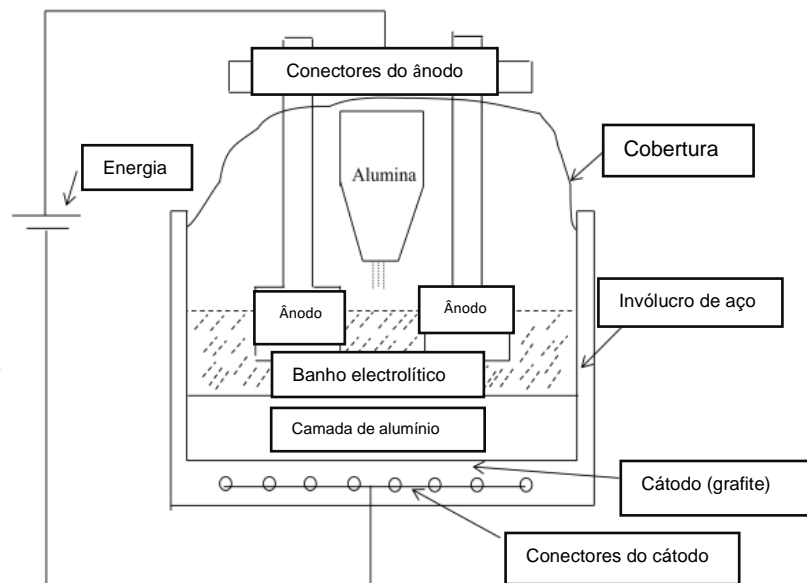 Conectores do ânodo
Cobertura
Energia
Alumina
Invólucro de aço
Ânodo
Ânodo
Banho electrolítico
Camada de alumínio
Cátodo (grafite)
Conectores do cátodo